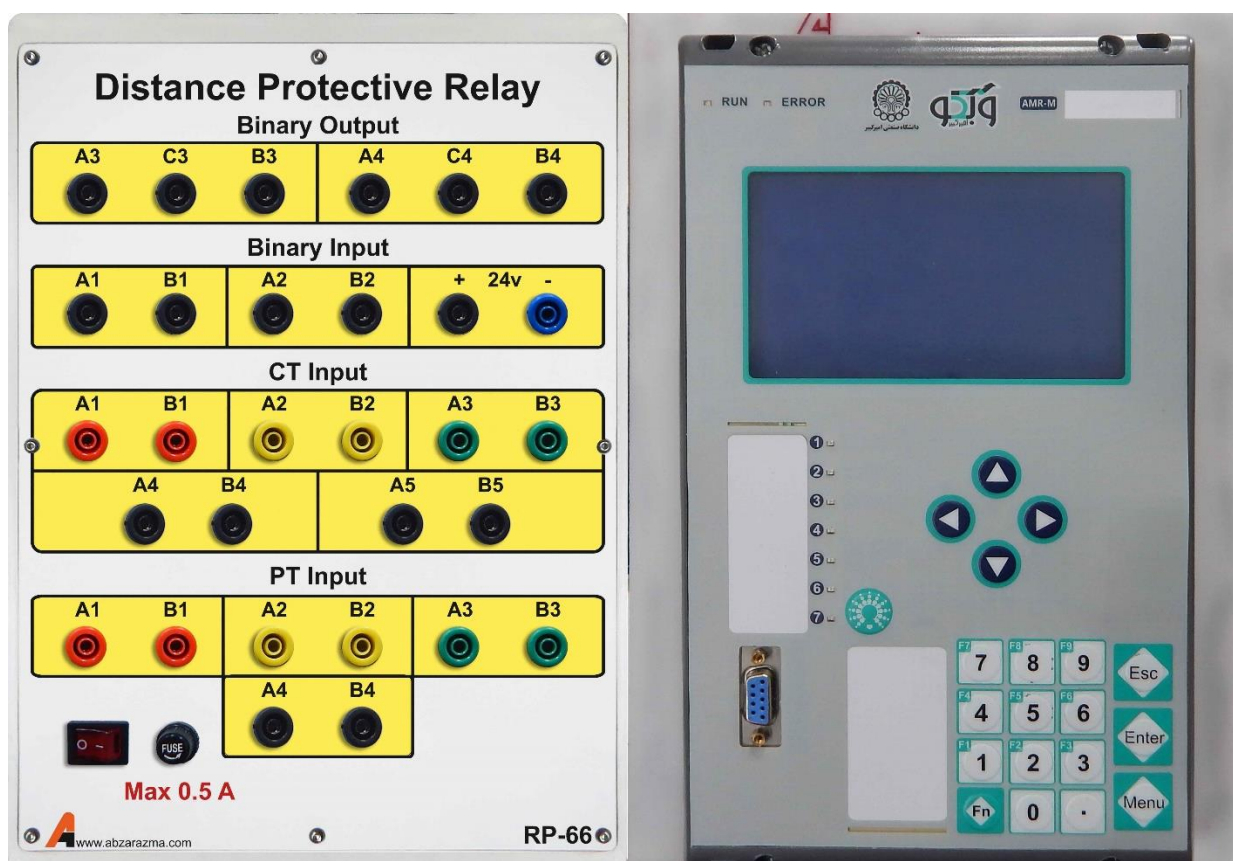 Distance Protective Relay
Binary Output
A3 C3 B3 A4 C4 B4
Binary Input
A1 B1 A2 B2 + 24v -
CT Input
A1 B1 A2 B2 A3 B3
A4 B4 A5 B5
PT Input
A1 B1 A2 B2 A3 B3
A4 B4
FUSE
Max 0.5 A
www.abzarazma.com
RP-66
RUN ERROR
دانشگاه صنعتی امیرکبیر
AMR-M
1
2
3
4
5
6
7
F7 7 F8 8 F9 9 Esc
F4 4 F5 5 F6 6 Enter
F1 1 F2 2 F3 3 Menu
Fn 0 .